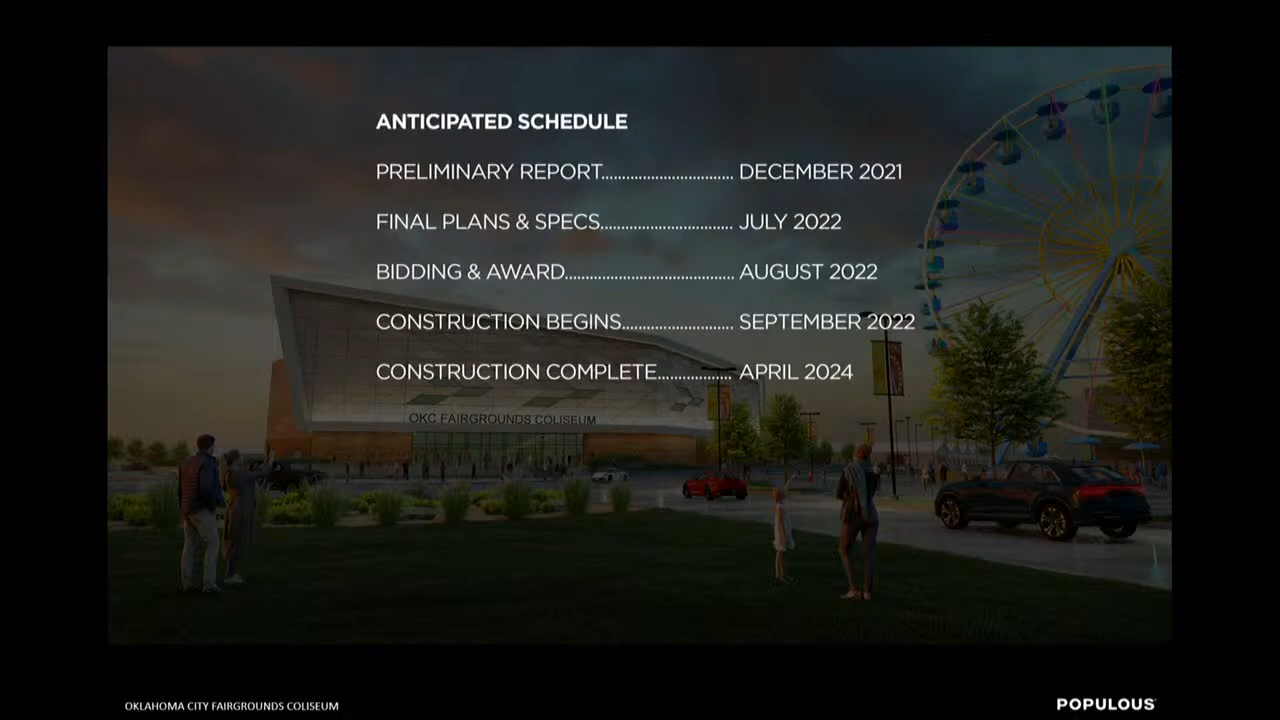 ANTICIPATED SCHEDULE
PRELIMINARY REPORT................................ DECEMBER 2021
FINAL PLANS & SPECS................................ JULY 2022
BIDDING & AWARD......................................... AUGUST 2022
CONSTRUCTION BEGINS........................... SEPTEMBER 2022
CONSTRUCTION COMPLETE.................. APRIL 2024
OKC FAIRGROUNDS COLISEUM
OKLAHOMA CITY FAIRGROUNDS COLISEUM
POPULOUS